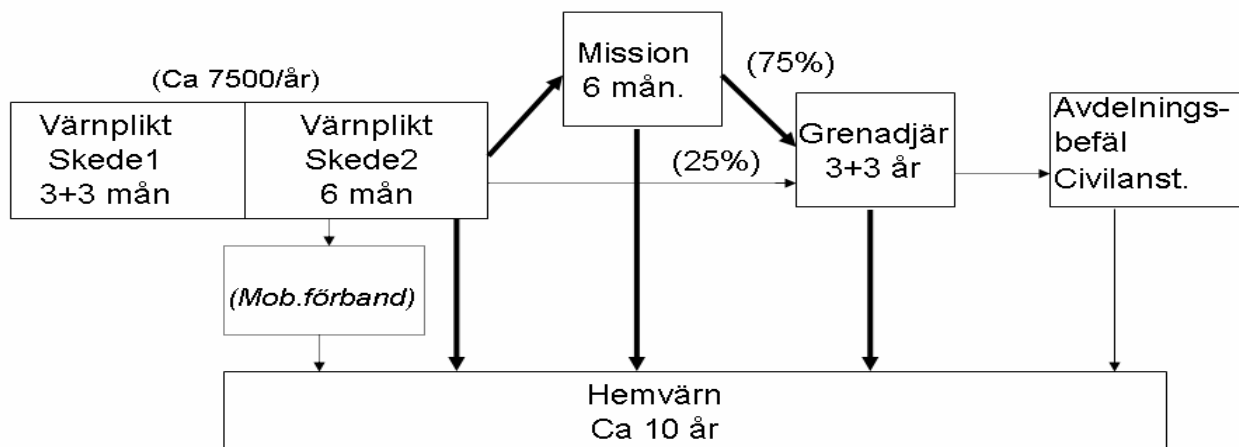 (Ca 7500/år)
Värnplikt
Skede1
3+3 mån
Värnplikt
Skede2
6 mån
Mission
6 mån.
(75%)
(25%)
Grenadjär
3+3 år
Avdelnings-
befäl
Civilanst.
(Mob.förband)
Hemvärn
Ca 10 år